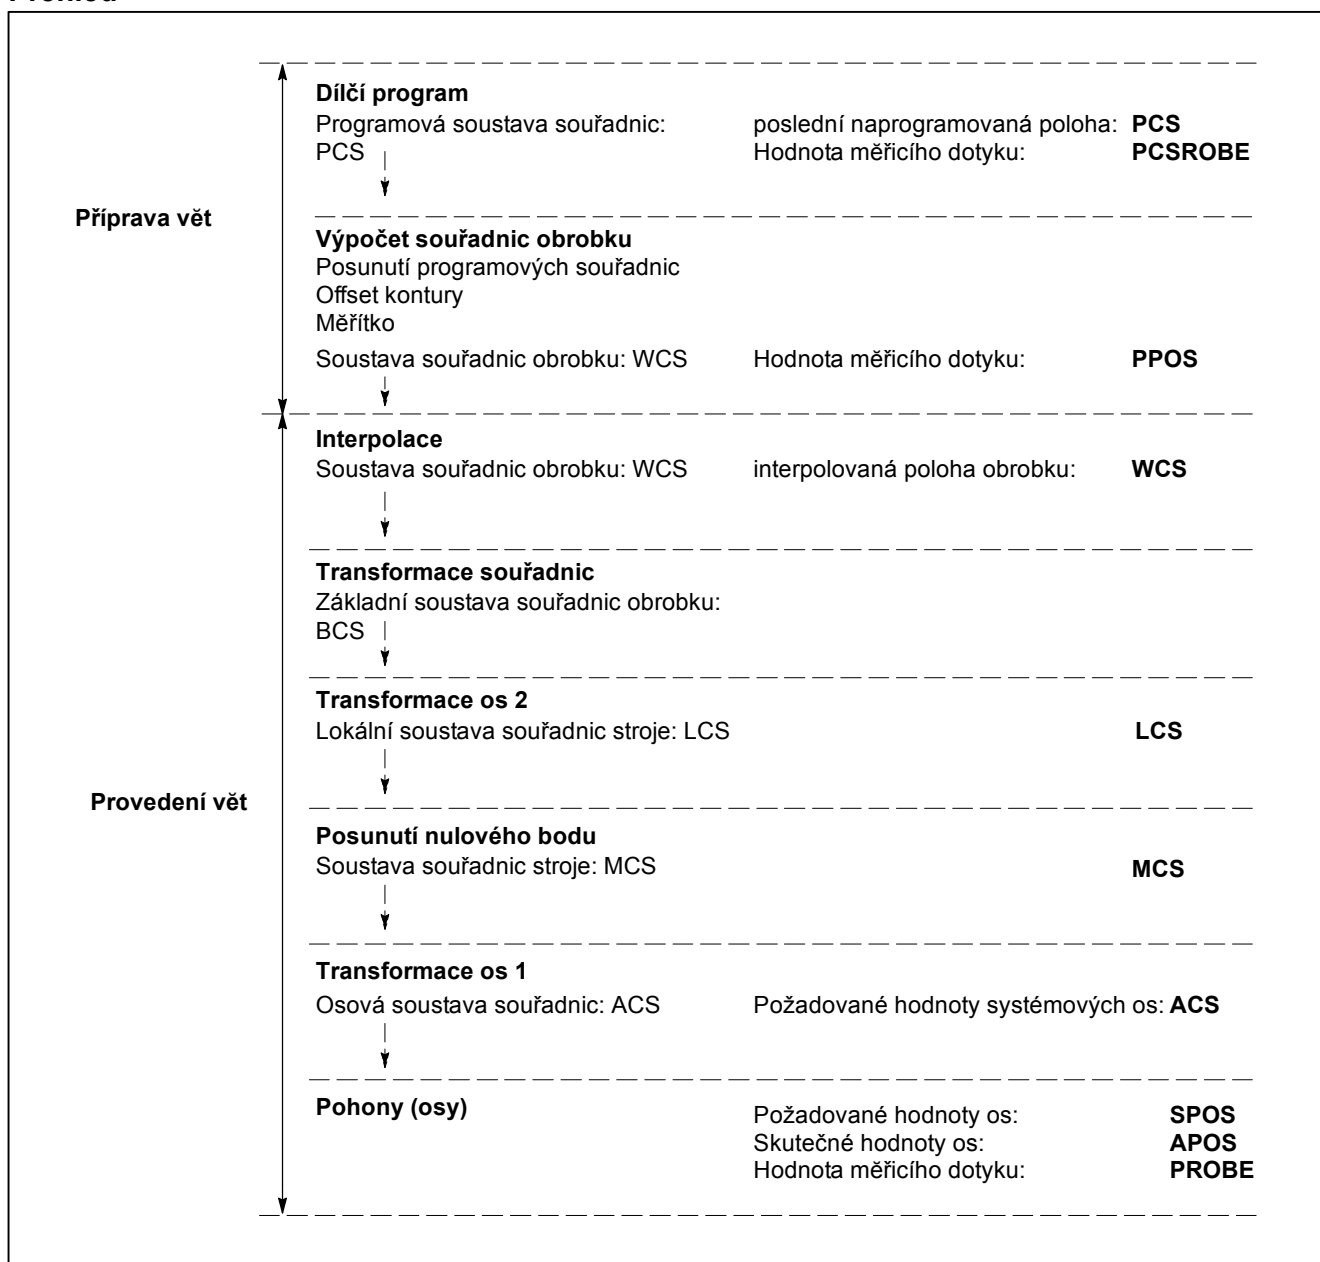 Dílčí program
Programová soustava souřadnic: poslední naprogramovaná poloha: PCS
PCS Hodnota měřicího dotyku: PCSROBE
Příprava vět
Výpočet souřadnic obrobku
Posunutí programových souřadnic
Offset kontury
Měřítko
Soustava souřadnic obrobku: WCS Hodnota měřicího dotyku: PPOS
Interpolace
Soustava souřadnic obrobku: WCS interpolovaná poloha obrobku: WCS
Transformace souřadnic
Základní soustava souřadnic obrobku:
BCS
Transformace os 2
Lokální soustava souřadnic stroje: LCS LCS
Provedení vět
Posunutí nulového bodu
Soustava souřadnic stroje: MCS MCS
Transformace os 1
Osová soustava souřadnic: ACS Požadované hodnoty systémových os: ACS
Pohony (osy)
Požadované hodnoty os: SPOS
Skutečné hodnoty os: APOS
Hodnota měřicího dotyku: PROBE